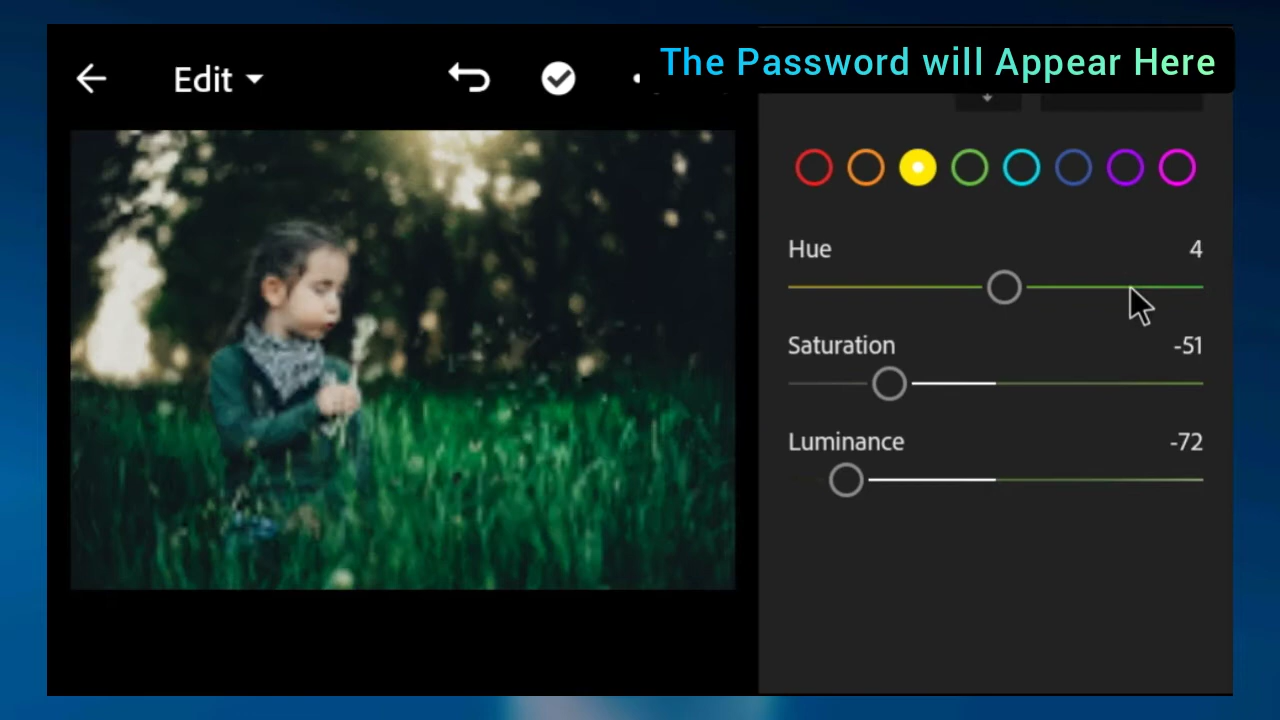 The Password will Appear Here
Edit
Hue 4
Saturation -51
Luminance -72